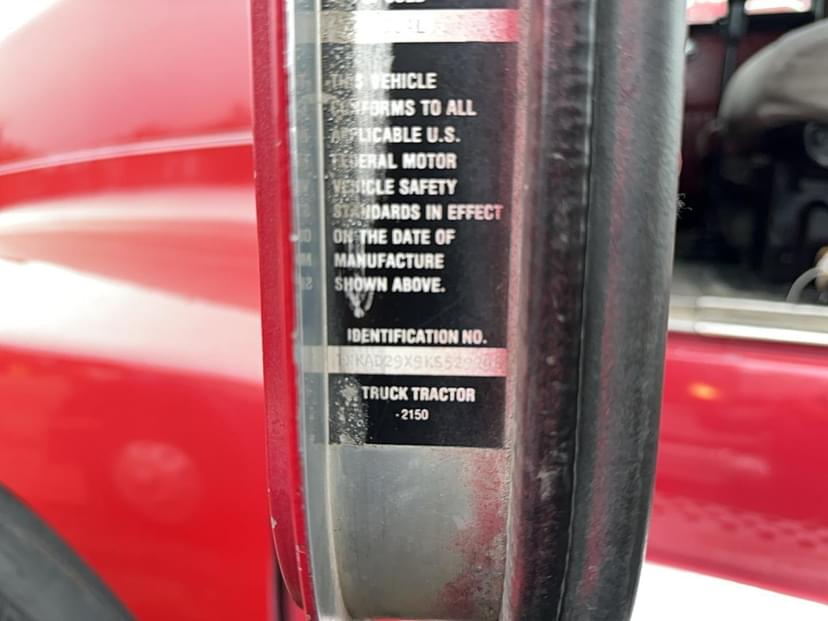 THIS VEHICLE
CONFORMS TO ALL
APPLICABLE U.S.
FEDERAL MOTOR
VEHICLE SAFETY
STANDARDS IN EFFECT
ON THE DATE OF
MANUFACTURE
SHOWN ABOVE.
IDENTIFICATION NO.
TRUCK TRACTOR
-2150